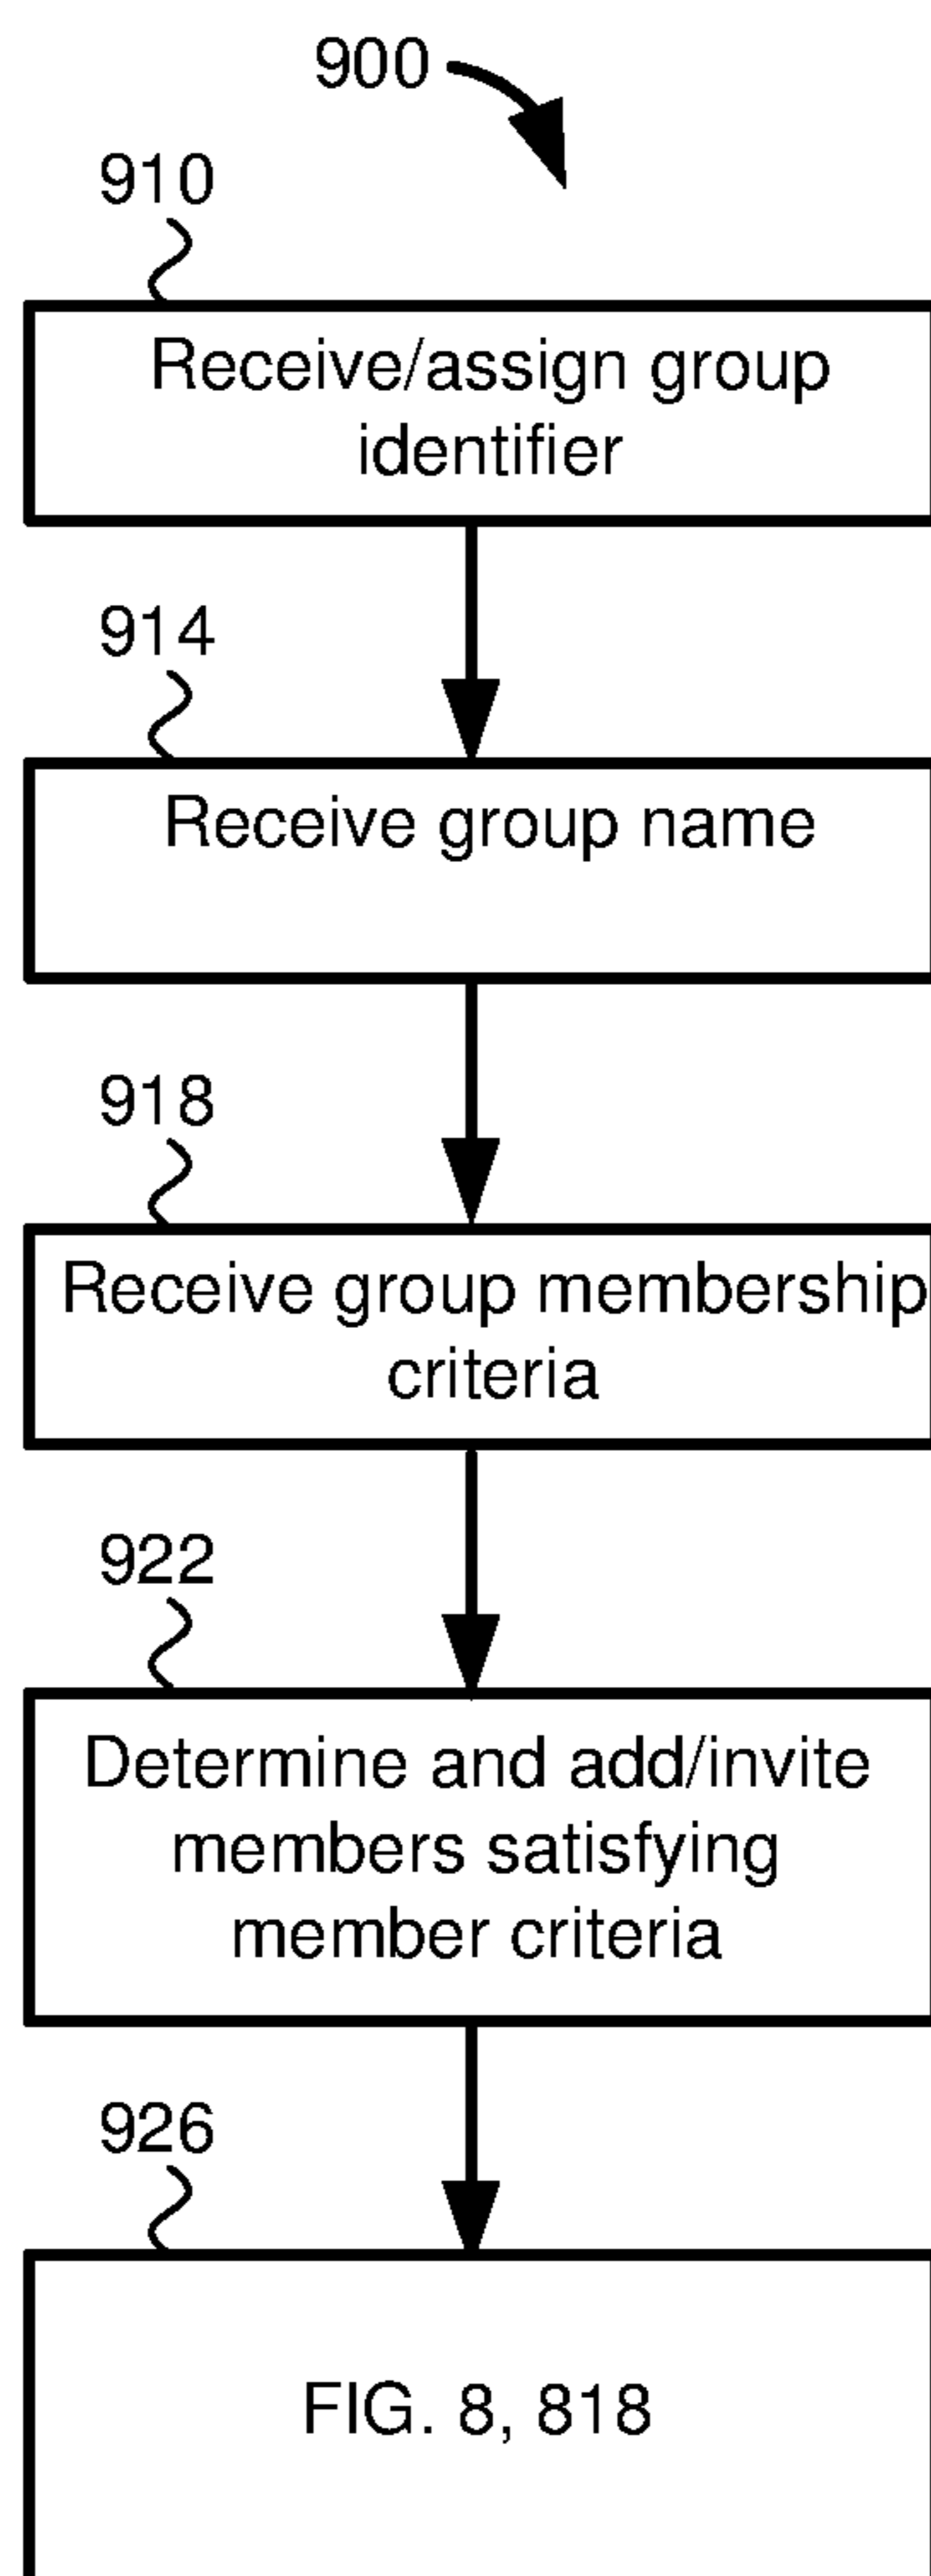 900
910
Receive/assign group
identifier
914
Receive group name
918
Receive group membership
criteria
922
Determine and add/invite
members satisfying
member criteria
926
FIG. 8, 818